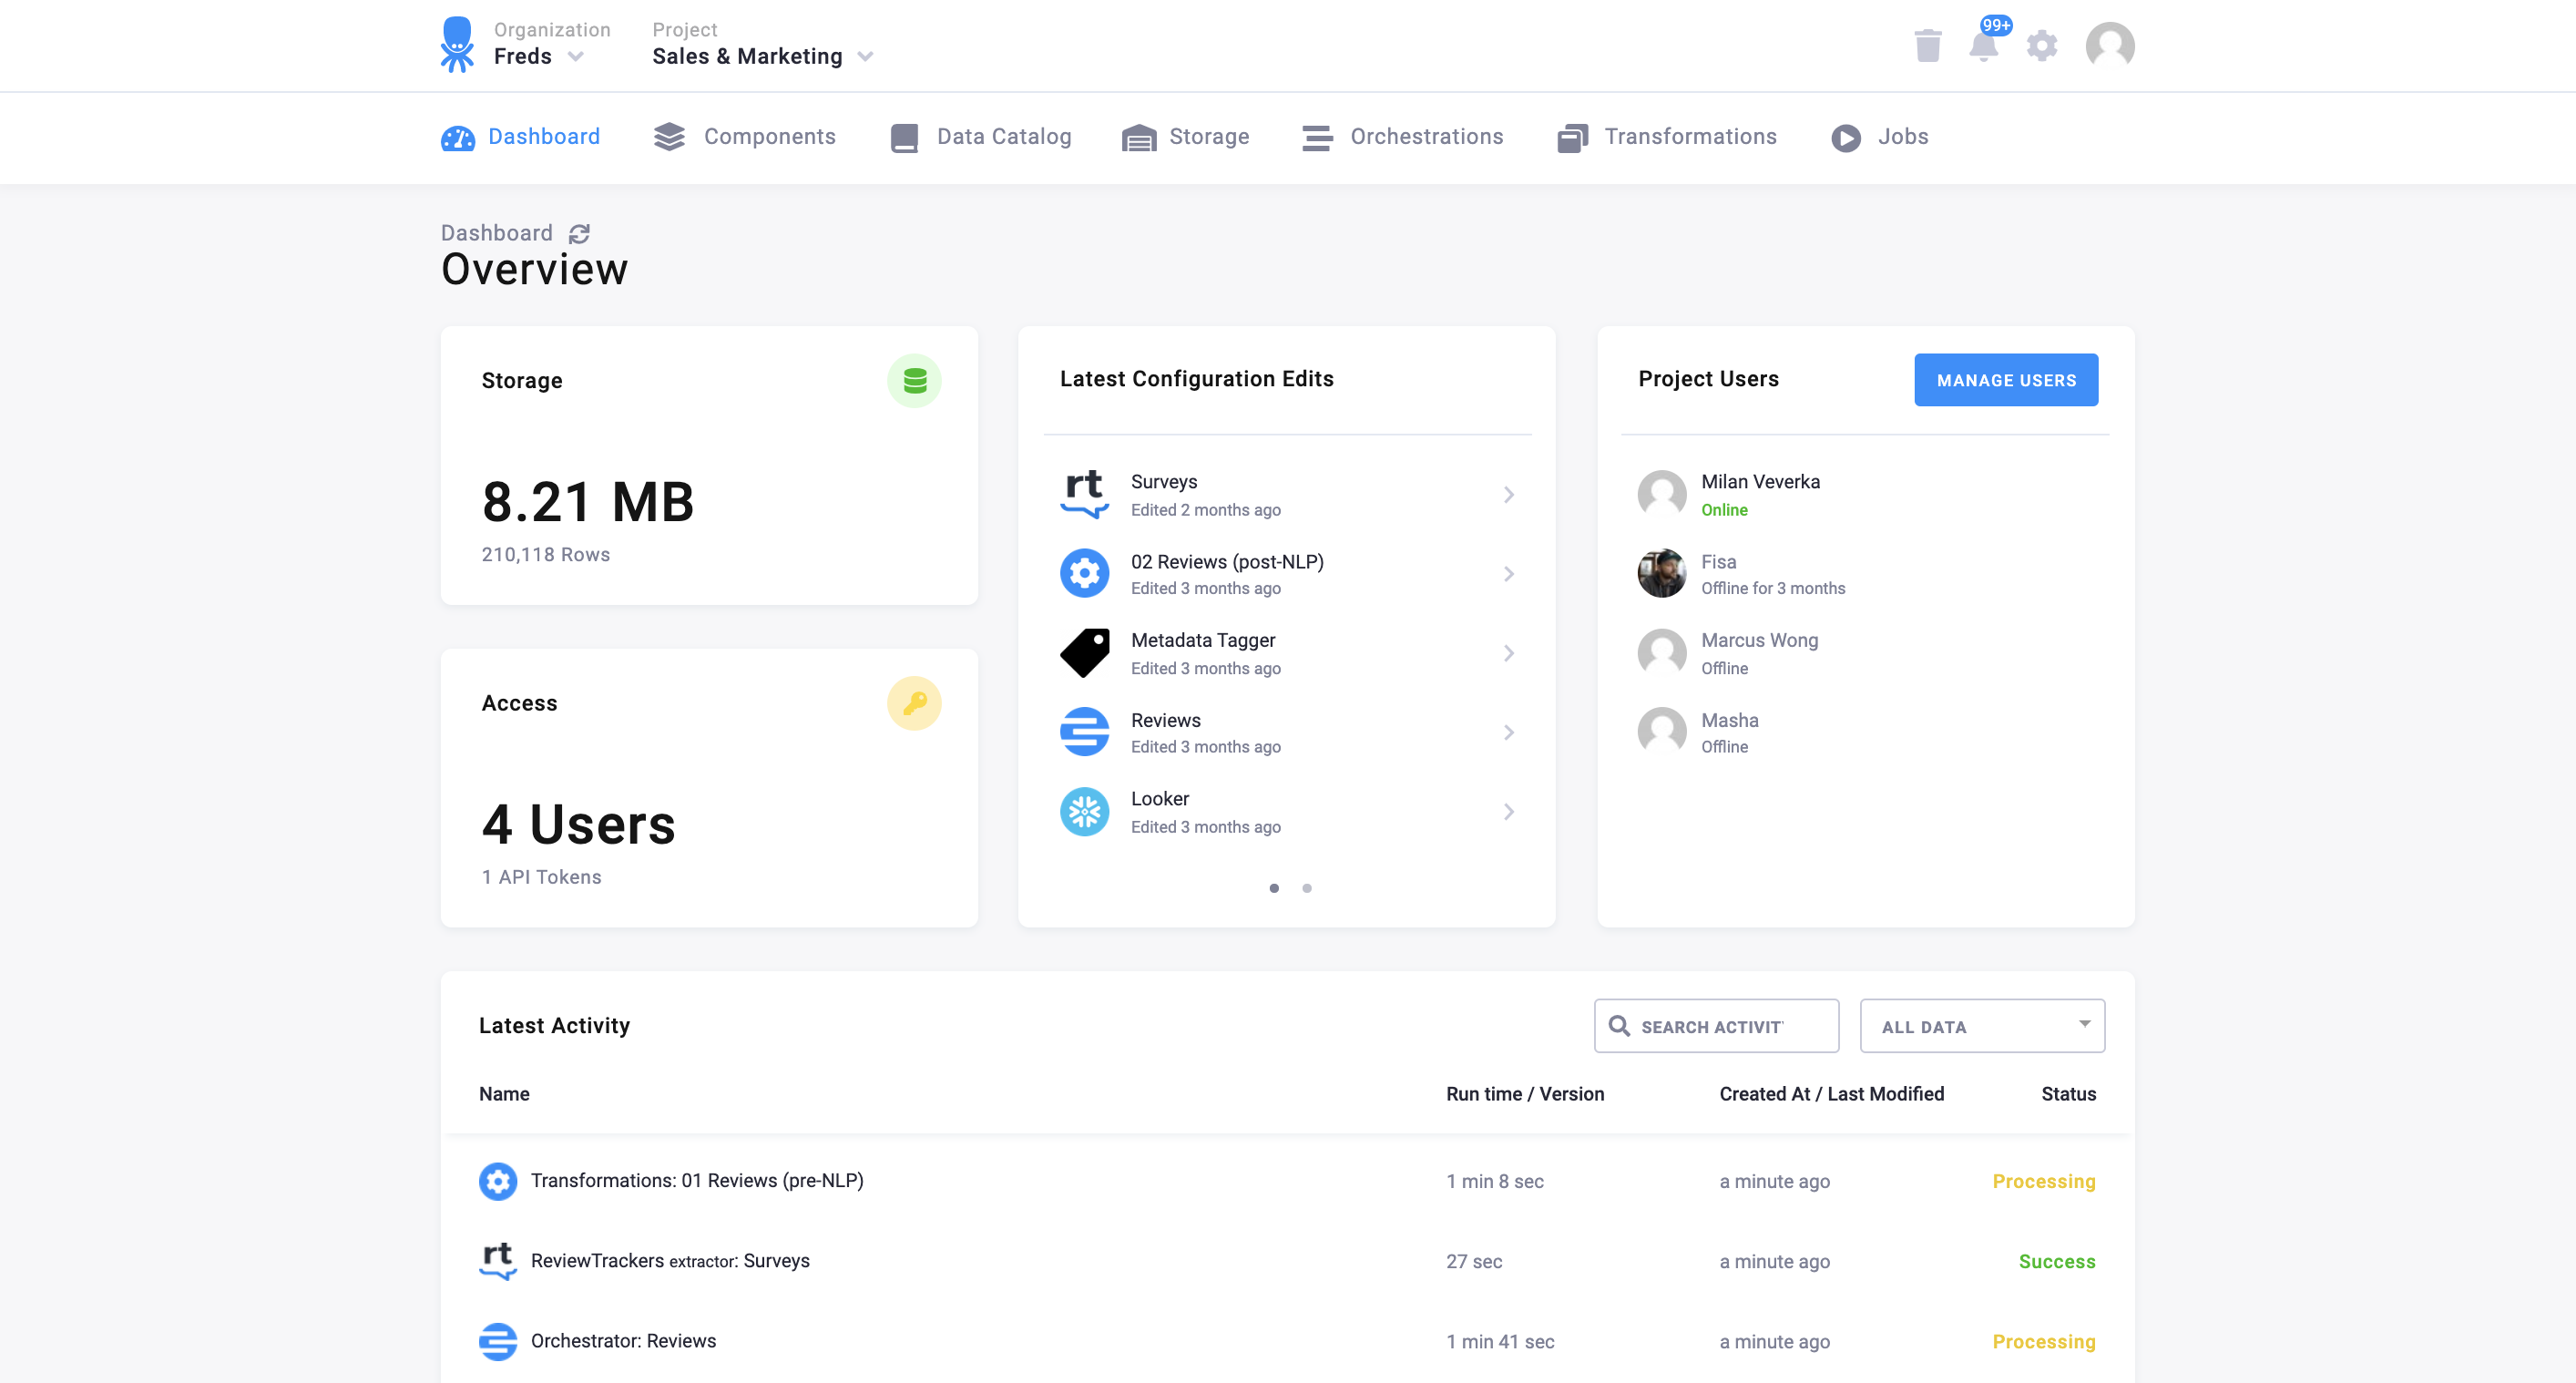 Organization
Freds
Project
Sales & Marketing
99+
Dashboard
Components
Data Catalog
Storage
Orchestrations
Transformations
Jobs
Dashboard
Overview
Storage
8.21 MB
210,118 Rows
Access
4 Users
1 API Tokens
Latest Configuration Edits
rt
Surveys
Edited 2 months ago
02 Reviews (post-NLP)
Edited 3 months ago
Metadata Tagger
Edited 3 months ago
Reviews
Edited 3 months ago
Looker
Edited 3 months ago
Project Users
MANAGE USERS
Milan Veverka
Online
Fisa
Offline for 3 months
Marcus Wong
Offline
Masha
Offline
Latest Activity
SEARCH ACTIVIT
ALL DATA
Name Run time / Version Created At / Last Modified Status
Transformations: 01 Reviews (pre-NLP) 1 min 8 sec a minute ago Processing
rt ReviewTrackers extractor: Surveys 27 sec a minute ago Success
Orchestrator: Reviews 1 min 41 sec a minute ago Processing